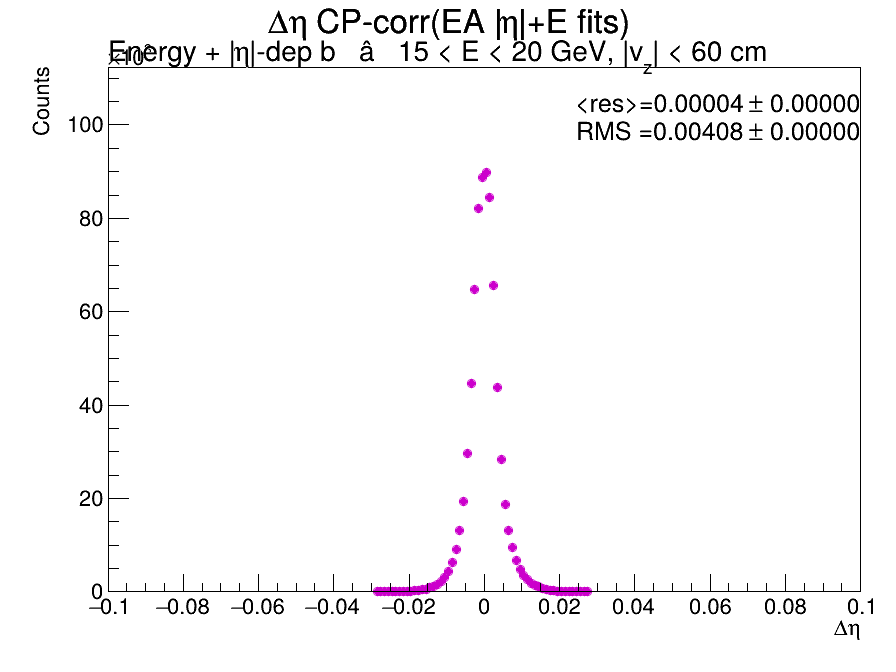 Δη CP-corr(EA |η|+E fits)
Energy + |η|-dep b â 15 < E < 20 GeV, |v_z| < 60 cm
Counts
<res>=0.00004 ± 0.00000
RMS =0.00408 ± 0.00000
100
80
60
40
20
0
−0.1 −0.08 −0.06 −0.04 −0.02 0 0.02 0.04 0.06 0.08 0.1
Δη